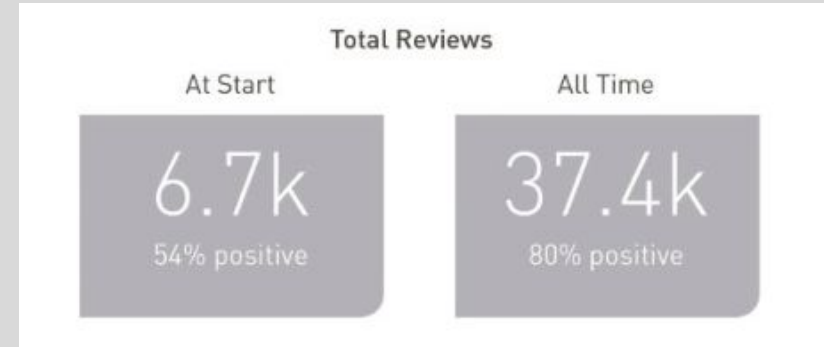 Total Reviews
At Start
All Time
6.7k
37.4k
54% positive
80% positive